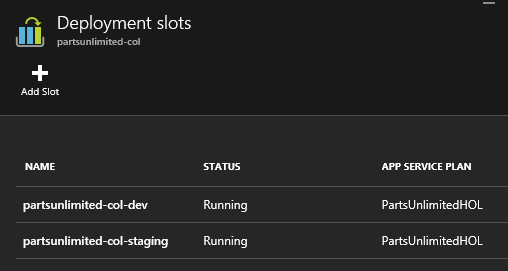 Deployment slots
partsunlimited-col
Add Slot
NAME STATUS APP SERVICE PLAN
partsunlimited-col-dev Running PartsUnlimitedHOL
partsunlimited-col-staging Running PartsUnlimitedHOL